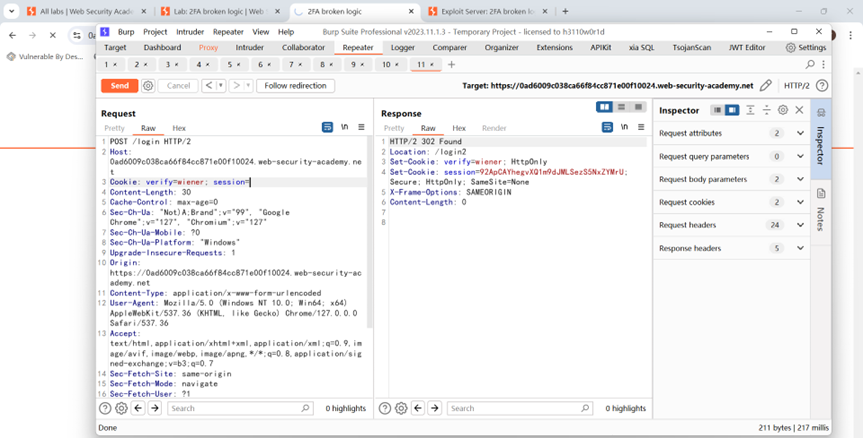 All labs | Web Security Acade
Lab: 2FA broken logic | Web S
2FA broken logic
Exploit Server: 2FA broken lo
Vulnerable By Des...
Burp Project Intruder Repeater View Help
Burp Suite Professional v2023.11.1.3 - Temporary Project - licensed to h3110w0r1d
Target Dashboard Proxy Intruder Collaborator Repeater Logger Comparer Organizer Extensions APIKit xia SQL TsojanScan JWT Editor Settings
1 × 2 × 3 × 4 × 5 × 6 × 7 × 8 × 9 × 10 × 11 × +
Send Cancel Follow redirection Target: https://0ad6009c038ca66f84cc871e00f10024.web-security-academy.net HTTP/2
Request
Pretty Raw Hex
1 POST /login HTTP/2
2 Host:
0ad6009c038ca66f84cc871e00f10024.web-security-academy.ne
t
3 Cookie: verify=wiener; session=
4 Content-Length: 30
5 Cache-Control: max-age=0
6 Sec-Ch-Ua: "Not)A;Brand";v="99", "Google
Chrome";v="127", "Chromium";v="127"
7 Sec-Ch-Ua-Mobile: ?0
8 Sec-Ch-Ua-Platform: "Windows"
9 Upgrade-Insecure-Requests: 1
10 Origin:
https://0ad6009c038ca66f84cc871e00f10024.web-security-ac
ademy.net
11 Content-Type: application/x-www-form-urlencoded
12 User-Agent: Mozilla/5.0 (Windows NT 10.0; Win64; x64)
AppleWebKit/537.36 (KHTML, like Gecko) Chrome/127.0.0.0
Safari/537.36
13 Accept:
text/html,application/xhtml+xml,application/xml;q=0.9,im
age/avif,image/webp,image/apng,*/*;q=0.8,application/sig
ned-exchange;v=b3;q=0.7
14 Sec-Fetch-Site: same-origin
15 Sec-Fetch-Mode: navigate
16 Sec-Fetch-User: ?1
Search 0 highlights
Response
Pretty Raw Hex Render
1 HTTP/2 302 Found
2 Location: /login2
3 Set-Cookie: verify=wiener; HttpOnly
4 Set-Cookie: session=92ApCAYhegvXQ1m9dJMLSezS5NxZYMrU;
Secure; HttpOnly; SameSite=None
5 X-Frame-Options: SAMEORIGIN
6 Content-Length: 0
7
8
Search 0 highlights
Inspector
Request attributes 2
Request query parameters 0
Request body parameters 2
Request cookies 2
Request headers 24
Response headers 5
Inspector
Notes
Done
211 bytes | 217 millis